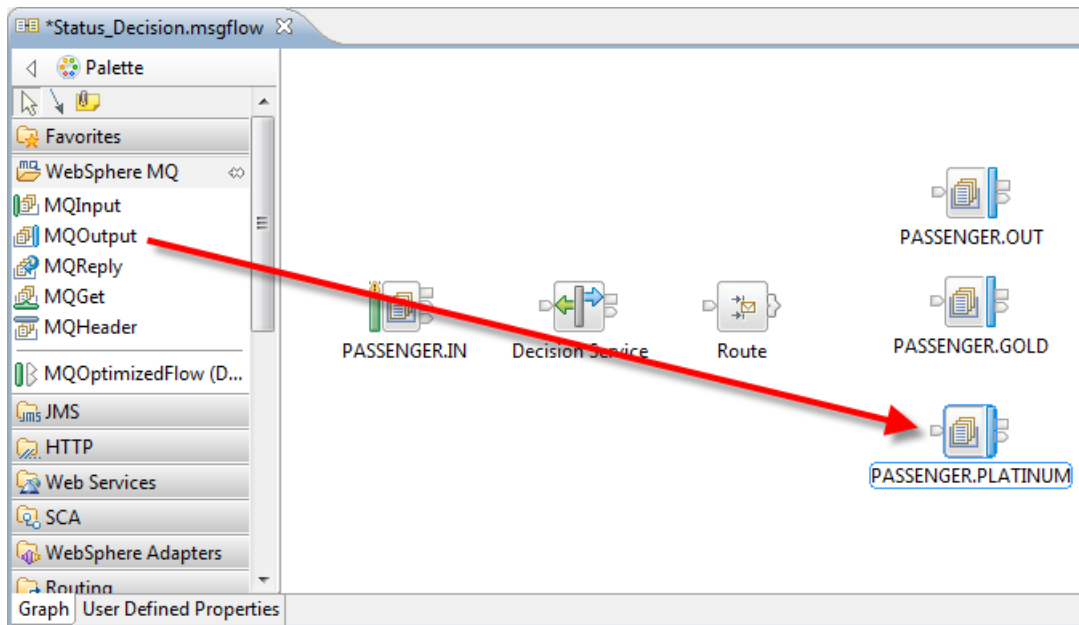 *Status_Decision.msgflow
Palette
Favorites
WebSphere MQ
MQInput
MQOutput
MQReply
MQGet
MQHeader
MQOptimizedFlow (D...
JMS
HTTP
Web Services
SCA
WebSphere Adapters
Routing
Graph
User Defined Properties
PASSENGER.OUT
PASSENGER.IN
Decision Service
Route
PASSENGER.GOLD
PASSENGER.PLATINUM